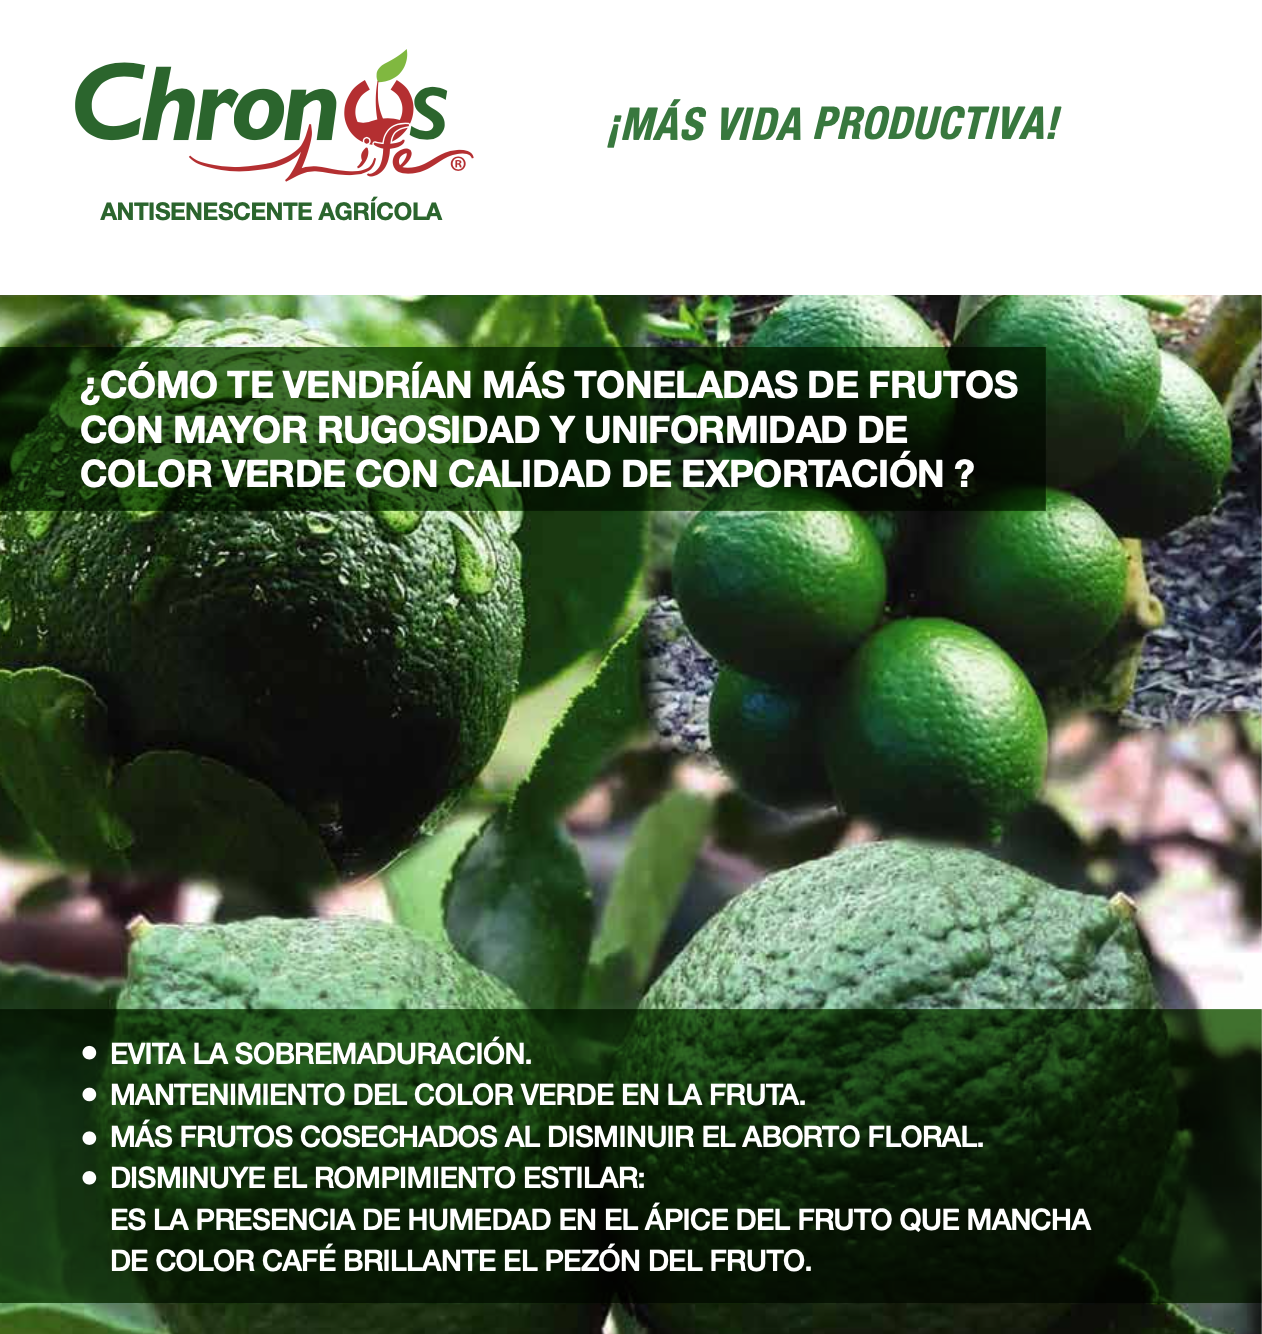 Chronos
Life®
ANTISENESCENTE AGRÍCOLA
¡MÁS VIDA PRODUCTIVA!
¿CÓMO TE VENDRÍAN MÁS TONELADAS DE FRUTOS
CON MAYOR RUGOSIDAD Y UNIFORMIDAD DE
COLOR VERDE CON CALIDAD DE EXPORTACIÓN ?
• EVITA LA SOBREMADURACIÓN.
• MANTENIMIENTO DEL COLOR VERDE EN LA FRUTA.
• MÁS FRUTOS COSECHADOS AL DISMINUIR EL ABORTO FLORAL.
• DISMINUYE EL ROMPIMIENTO ESTILAR:
ES LA PRESENCIA DE HUMEDAD EN EL ÁPICE DEL FRUTO QUE MANCHA
DE COLOR CAFÉ BRILLANTE EL PEZÓN DEL FRUTO.